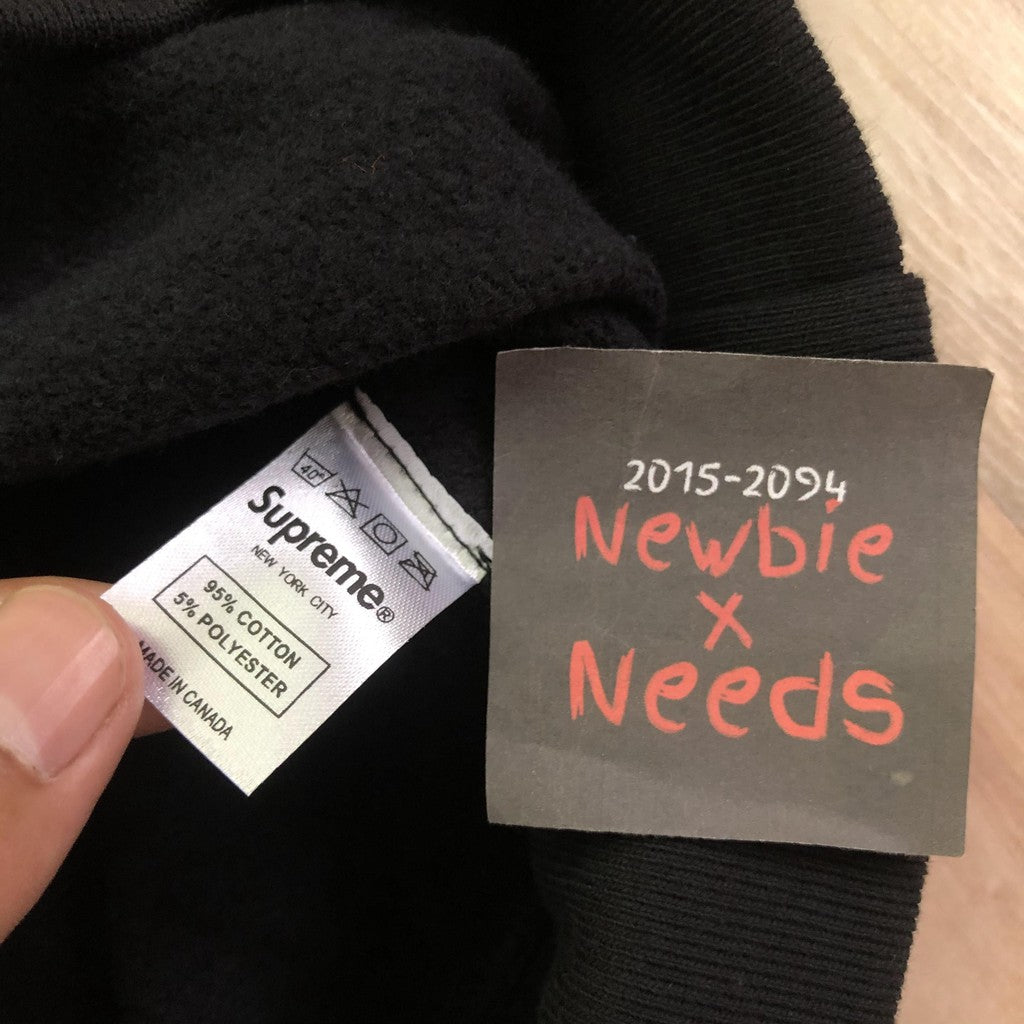 40°
Supreme®
NEW YORK CITY
95% COTTON
5% POLYESTER
MADE IN CANADA
2015-2094
Newbie
x
Needs